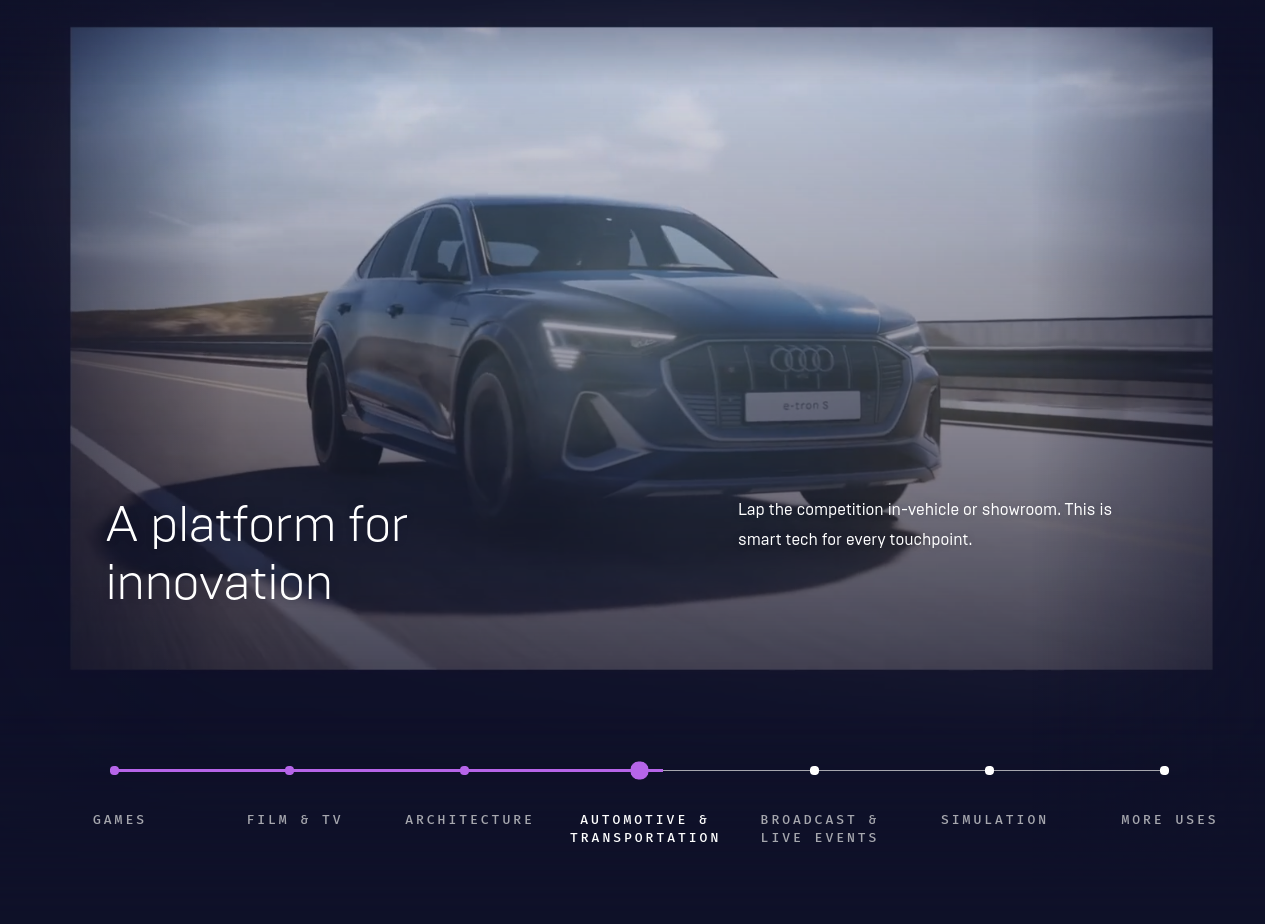 e-tron S
A platform for
innovation
Lap the competition in-vehicle or showroom. This is
smart tech for every touchpoint.
GAMES
FILM & TV
ARCHITECTURE
AUTOMOTIVE &
TRANSPORTATION
BROADCAST &
LIVE EVENTS
SIMULATION
MORE USES